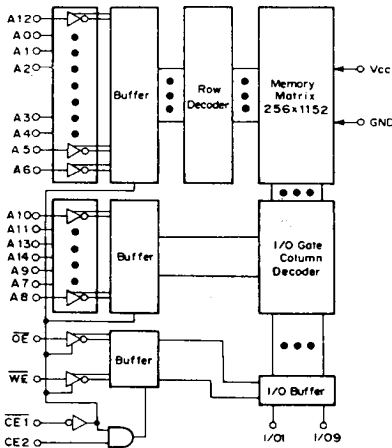 A12
A0
A1
A2
A3
A4
A5
A6
Buffer
Row
Decoder
Memory
Matrix
256x1152
Vcc
GND
A10
A11
A13
A14
A9
A7
A8
Buffer
I/O Gate
Column
Decoder
OE
WE
Buffer
I/O Buffer
CE1
CE2
I/O1
I/O9